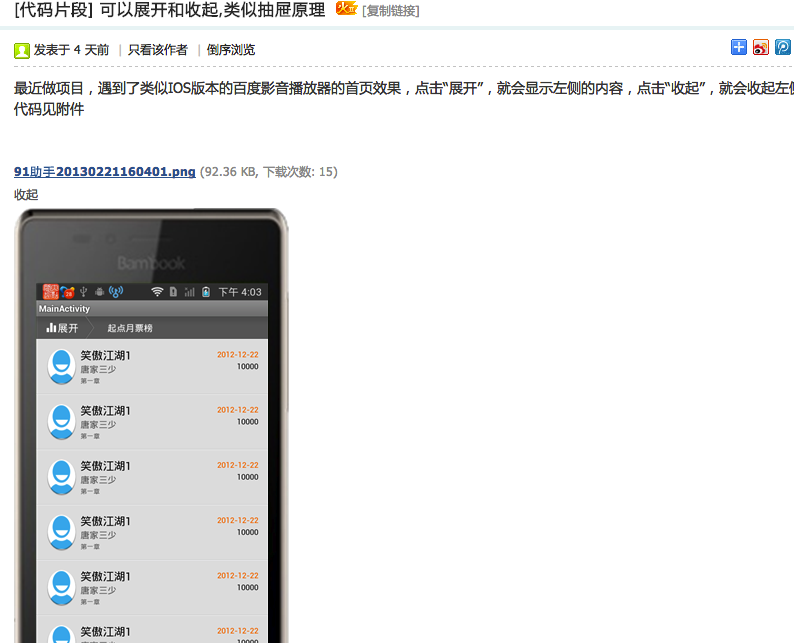 [代码片段] 可以展开和收起,类似抽屉原理 火 [复制链接]
发表于 4 天前 | 只看该作者 | 倒序浏览
最近做项目，遇到了类似IOS版本的百度影音播放器的首页效果，点击“展开”，就会显示左侧的内容，点击“收起”，就会收起左侧
代码见附件
91助手20130221160401.png (92.36 KB, 下载次数: 15)
收起
Bambook
下午 4:03
MainActivity
展开 起点月票榜
笑傲江湖1 2012-12-22
唐家三少 10000
第一章
笑傲江湖1 2012-12-22
唐家三少 10000
第一章
笑傲江湖1 2012-12-22
唐家三少 10000
第一章
笑傲江湖1 2012-12-22
唐家三少 10000
第一章
笑傲江湖1 2012-12-22
唐家三少 10000
第一章
笑傲江湖1 2012-12-22
唐家三少 10000